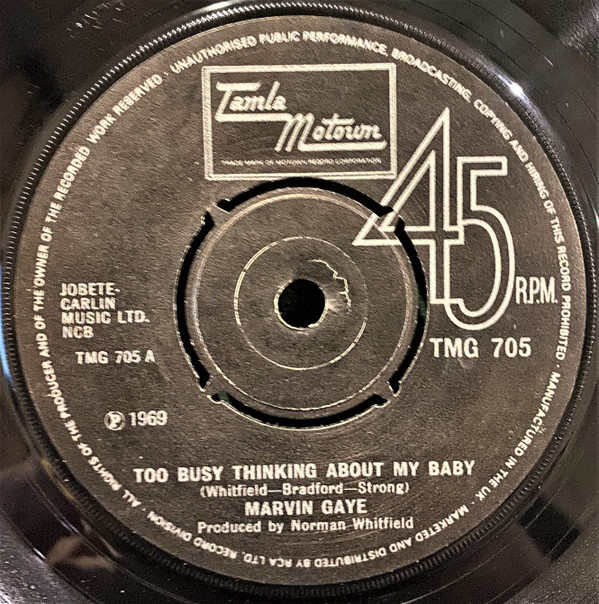 ALL RIGHTS OF THE PRODUCER AND OF THE OWNER OF THE RECORDED WORK RESERVED · UNAUTHORISED PUBLIC PERFORMANCE, BROADCASTING, COPYING AND HIRING OF THIS RECORD PROHIBITED · MANUFACTURED IN THE UK · MARKETED AND DISTRIBUTED BY RCA LTD. RECORD DIVISION ·
Tamla
Motown
TRADE MARK OF MOTOWN RECORD CORPORATION
45
R.P.M.
JOBETE-
CARLIN
MUSIC LTD.
NCB
TMG 705 A
TMG 705
Ⓟ 1969
TOO BUSY THINKING ABOUT MY BABY
(Whitfield—Bradford—Strong)
MARVIN GAYE
Produced by Norman Whitfield